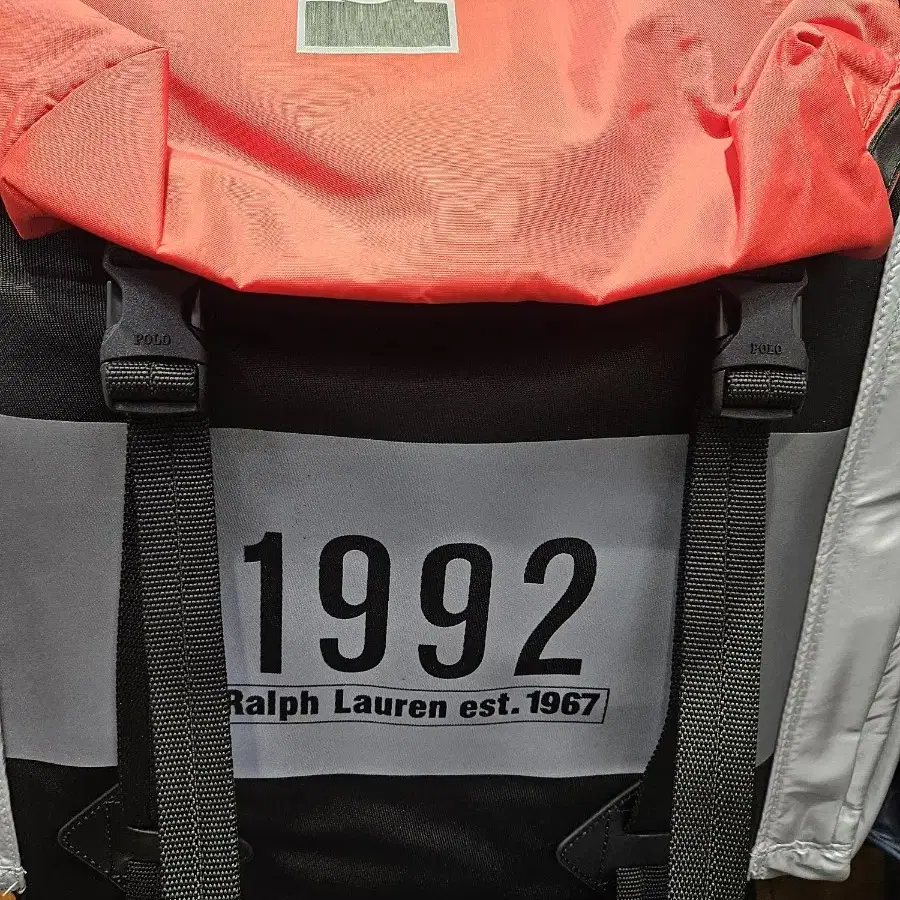 POLO
POLO
1992
Ralph Lauren est. 1967